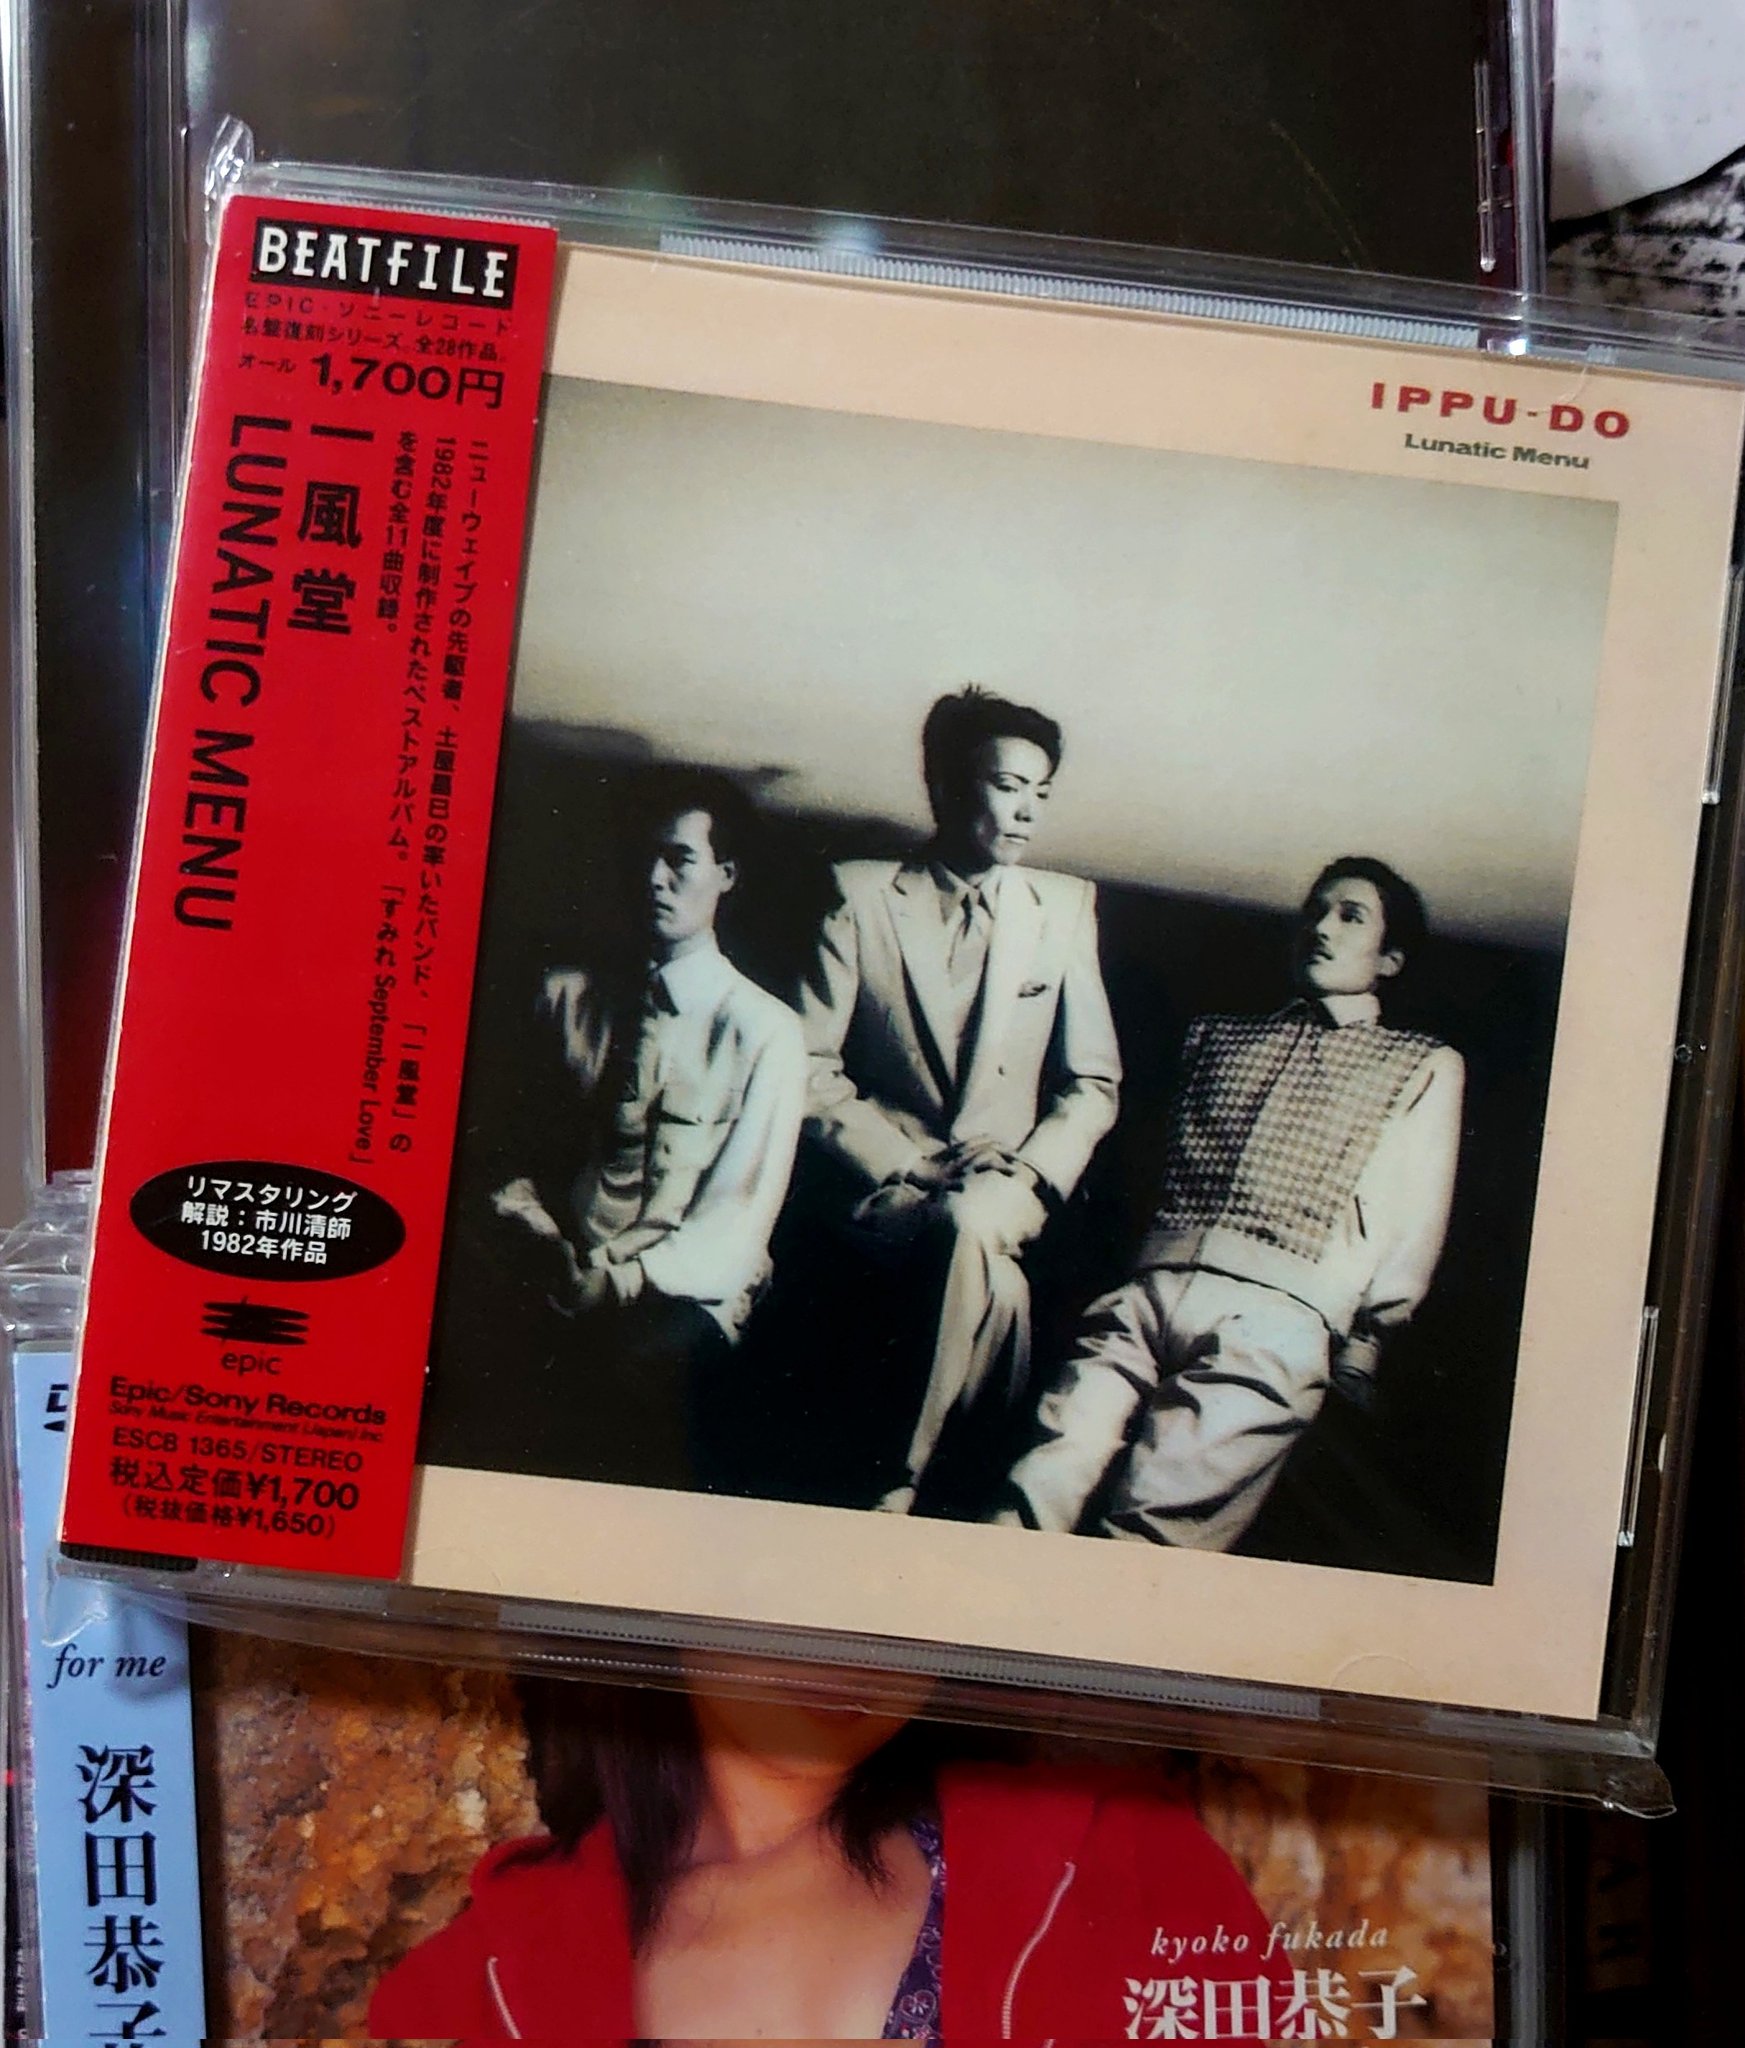 BEATFILE
EPIC・ソニーレコード
名盤復刻シリーズ。全28作品。
オール 1,700円
ニューウェイブの先駆者、土屋昌巳の率いたバンド、「一風堂」の
1982年度に制作されたベストアルバム。「すみれ September Love」
を含む全11曲収録。
一風堂
LUNATIC MENU
リマスタリング
解説：市川清師
1982年作品
epic
Epic/Sony Records
Sony Music Entertainment (Japan) Inc.
ESCB 1365/STEREO
税込定価¥1,700
(税抜価格¥1,650)
IPPU-DO
Lunatic Menu
for me
深田恭子
kyoko fukada
深田恭子